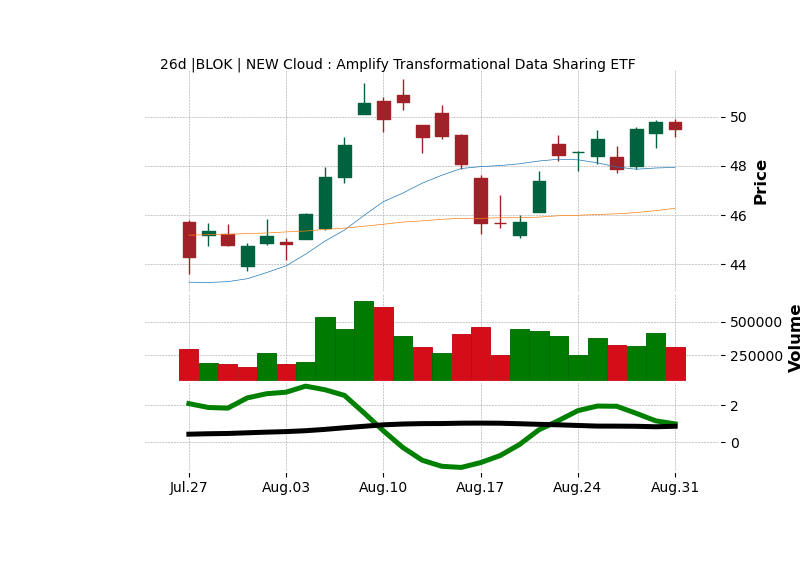 26d |BLOK | NEW Cloud : Amplify Transformational Data Sharing ETF
50
48
46
44
Price
500000
250000
Volume
2
0
Jul.27 Aug.03 Aug.10 Aug.17 Aug.24 Aug.31